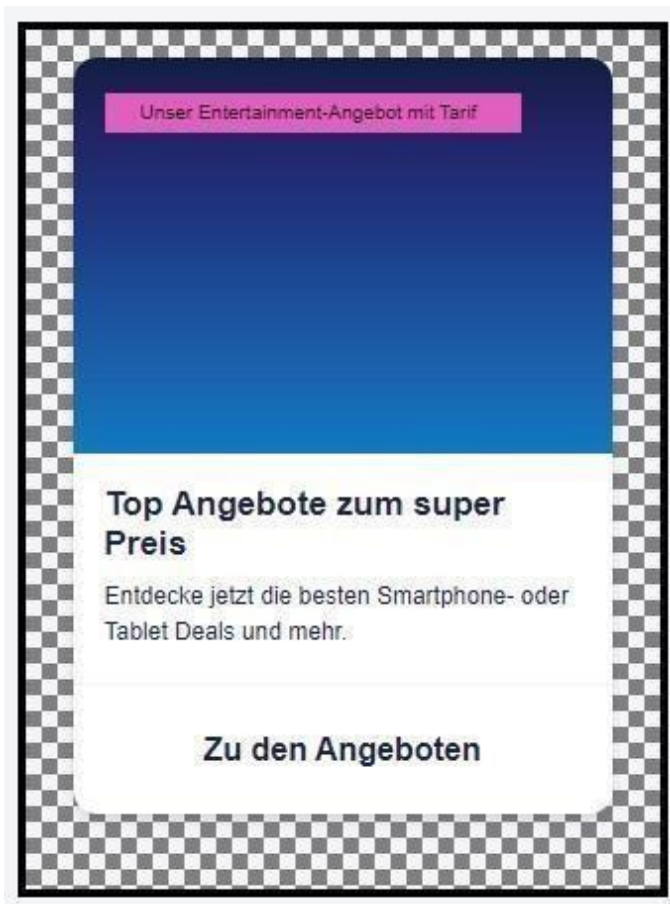 Unser Entertainment-Angebot mit Tarif
Top Angebote zum super
Preis
Entdecke jetzt die besten Smartphone- oder
Tablet Deals und mehr.
Zu den Angeboten